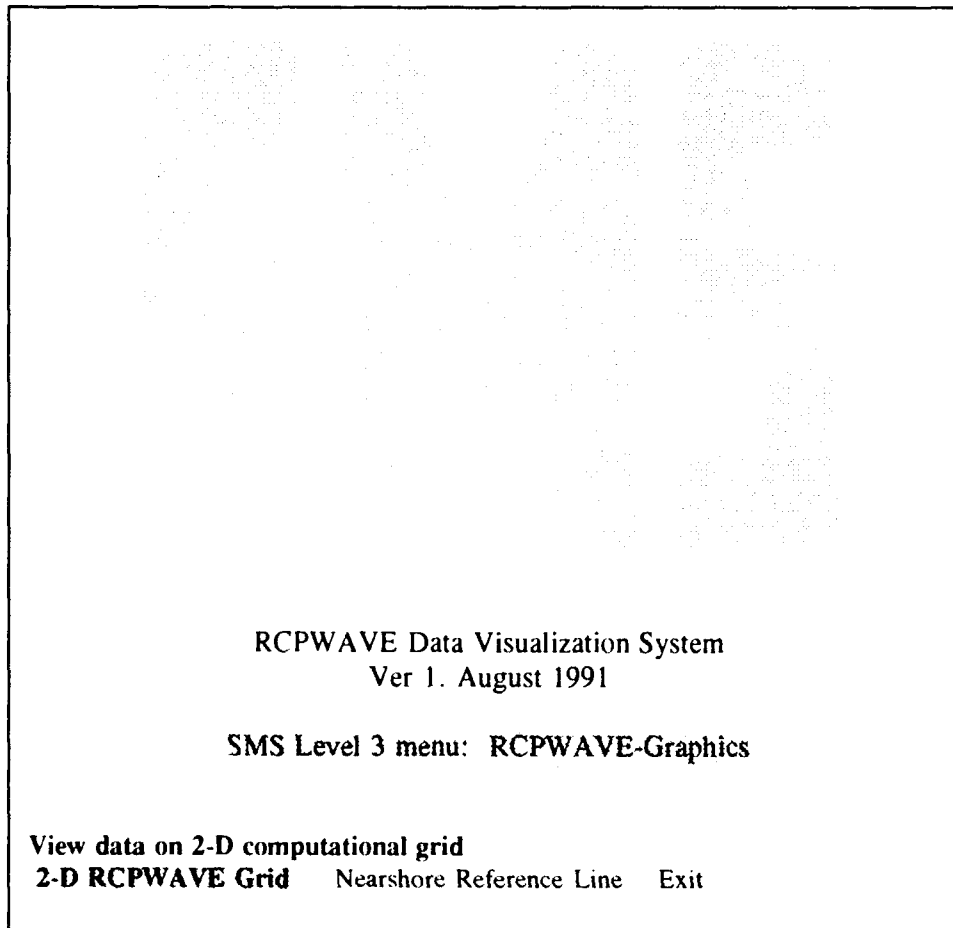 RCPWAVE Data Visualization System
Ver 1. August 1991
SMS Level 3 menu: RCPWAVE-Graphics
View data on 2-D computational grid
2-D RCPWAVE Grid Nearshore Reference Line Exit